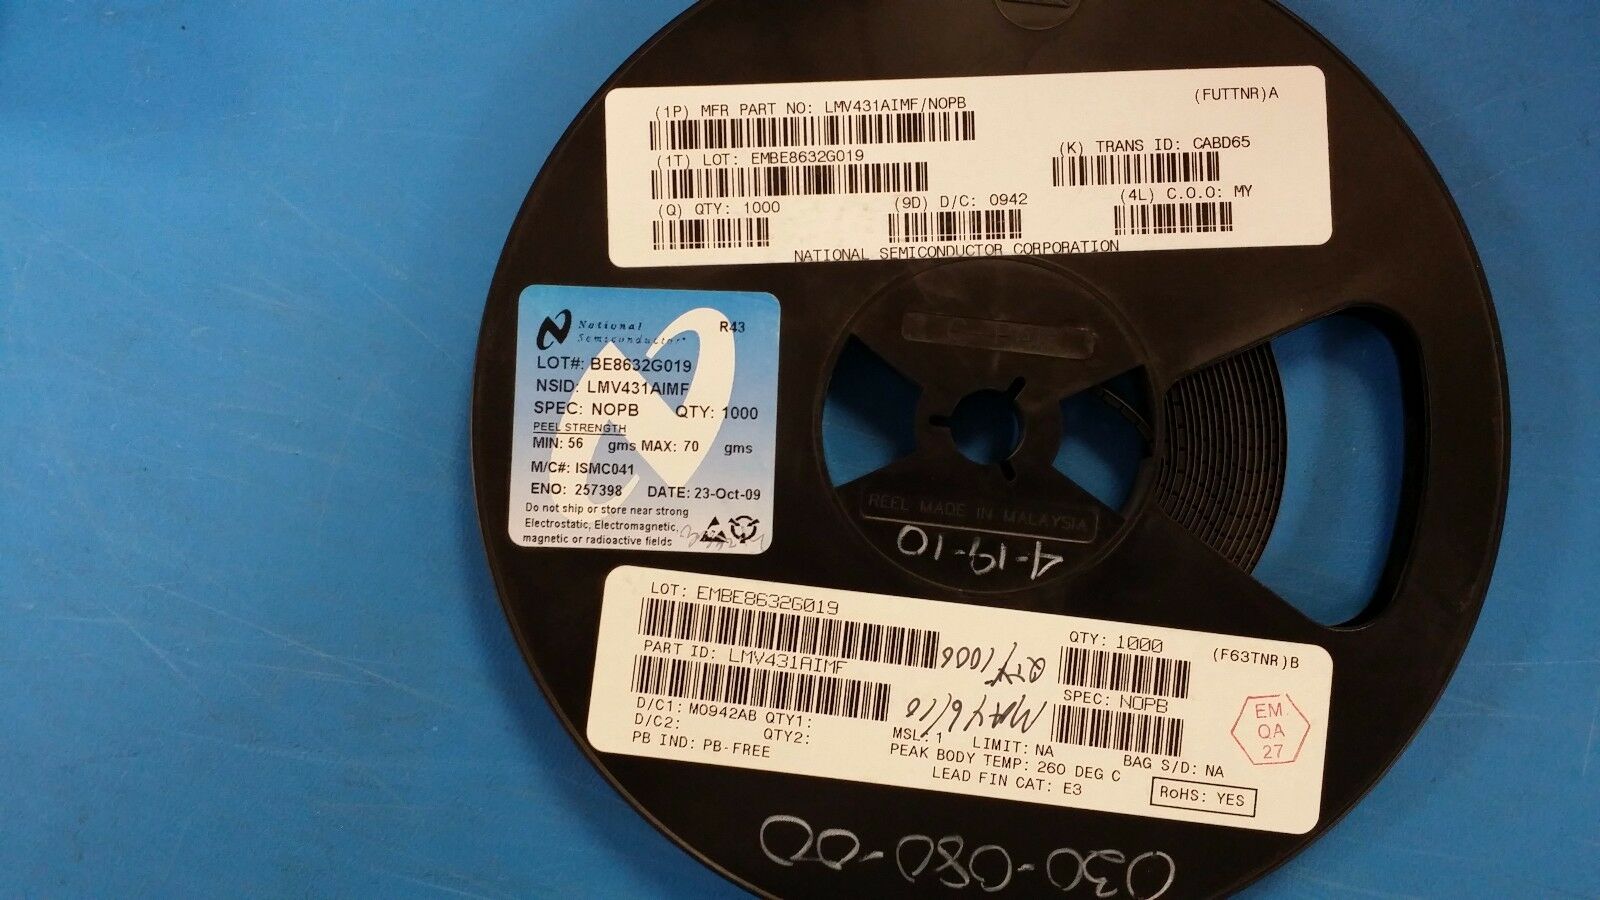 (1P) MFR PART NO: LMV431AIMF/NOPB
(FUTTNR)A
(1T) LOT: EMBE8632G019
(K) TRANS ID: CABD65
(Q) QTY: 1000
(9D) D/C: 0942
(4L) C.O.O: MY
NATIONAL SEMICONDUCTOR CORPORATION
National Semiconductor
R43
LOT#: BE8632G019
NSID: LMV431AIMF
SPEC: NOPB QTY: 1000
PEEL STRENGTH
MIN: 56 gms MAX: 70 gms
M/C#: ISMC041
ENO: 257398 DATE: 23-Oct-09
Do not ship or store near strong
Electrostatic, Electromagnetic,
magnetic or radioactive fields
REEL MADE IN MALAYSIA
4-19-10
LOT: EMBE8632G019
QTY: 1000
(F63TNR)B
PART ID: LMV431AIMF
QTY 1000
SPEC: NOPB
MA46/10
D/C1: M0942AB QTY1:
D/C2: QTY2:
PB IND: PB-FREE
MSL: 1 LIMIT: NA
PEAK BODY TEMP: 260 DEG C
BAG S/D: NA
LEAD FIN CAT: E3
RoHS: YES
EM
QA
27
030-080-00